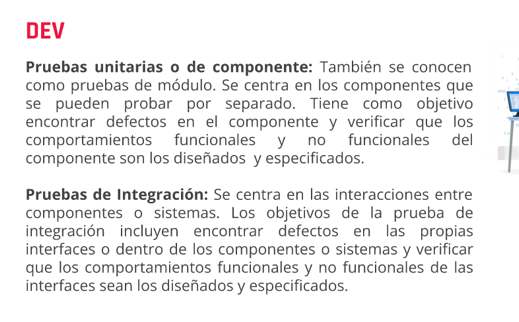 DEV
Pruebas unitarias o de componente: También se conocen
como pruebas de módulo. Se centra en los componentes que
se pueden probar por separado. Tiene como objetivo
encontrar defectos en el componente y verificar que los
comportamientos funcionales y no funcionales del
componente son los diseñados y especificados.
Pruebas de Integración: Se centra en las interacciones entre
componentes o sistemas. Los objetivos de la prueba de
integración incluyen encontrar defectos en las propias
interfaces o dentro de los componentes o sistemas y verificar
que los comportamientos funcionales y no funcionales de las
interfaces sean los diseñados y especificados.